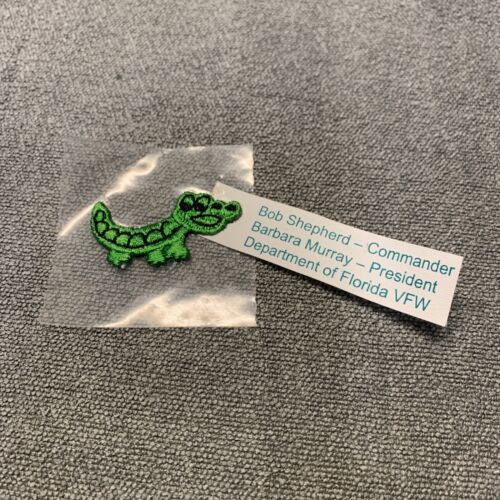 Bob Shepherd – Commander
Barbara Murray – President
Department of Florida VFW